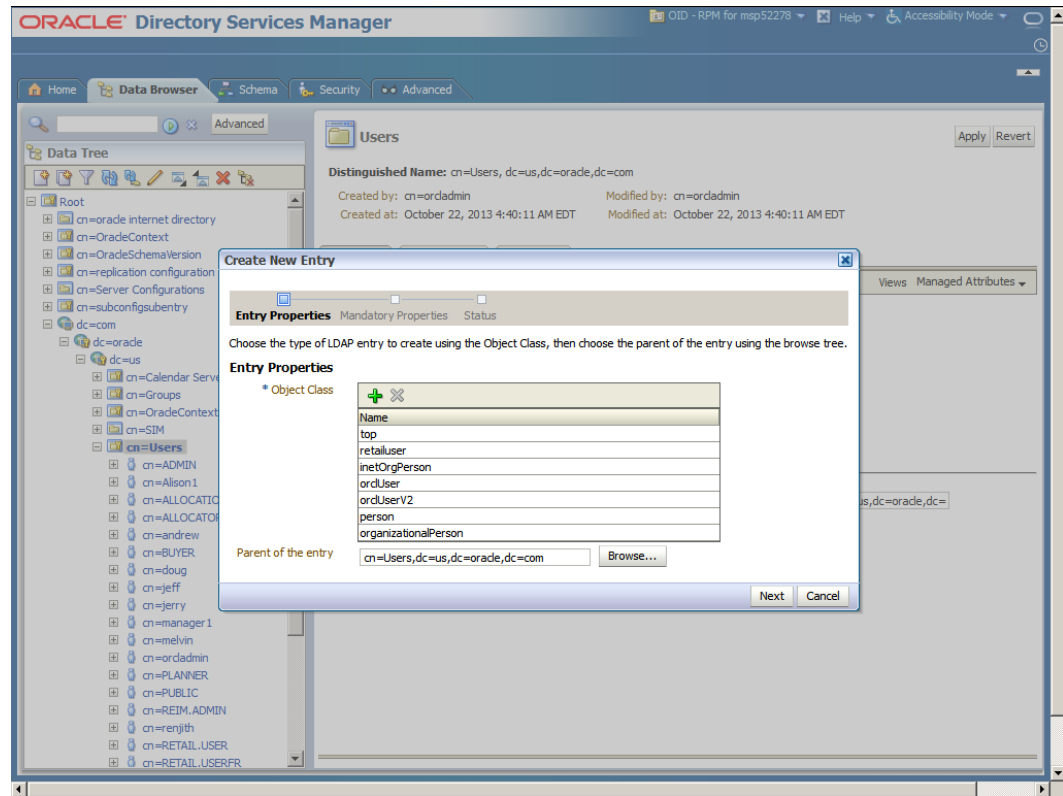 ORACLE Directory Services Manager
OID - RPM for msp52278
Help
Accessibility Mode
Home
Data Browser
Schema
Security
Advanced
Advanced
Data Tree
Root
cn=oracle internet directory
cn=OracleContext
cn=OracleSchemaVersion
cn=replication configuration
cn=Server Configurations
cn=subconfigsubentry
dc=com
dc=oracle
dc=us
cn=Calendar Serve
cn=Groups
cn=OracleContext
cn=SIM
cn=Users
cn=ADMIN
cn=Alison1
cn=ALLOCATIO
cn=ALLOCATOR
cn=andrew
cn=BUYER
cn=doug
cn=jeff
cn=jerry
cn=manager1
cn=melvin
cn=orcladmin
cn=PLANNER
cn=PUBLIC
cn=REIM.ADMIN
cn=renjith
cn=RETAIL.USER
cn=RETAIL.USERFR
Users
Apply Revert
Distinguished Name: cn=Users, dc=us,dc=oracle,dc=com
Created by: cn=orcladmin Modified by: cn=orcladmin
Created at: October 22, 2013 4:40:11 AM EDT Modified at: October 22, 2013 4:40:11 AM EDT
Views Managed Attributes
us,dc=oracle,dc=
Create New Entry
Entry Properties Mandatory Properties Status
Choose the type of LDAP entry to create using the Object Class, then choose the parent of the entry using the browse tree.
Entry Properties
* Object Class
Name
top
retailuser
inetOrgPerson
orclUser
orclUserV2
person
organizationalPerson
Parent of the entry cn=Users,dc=us,dc=oracle,dc=com Browse...
Next Cancel